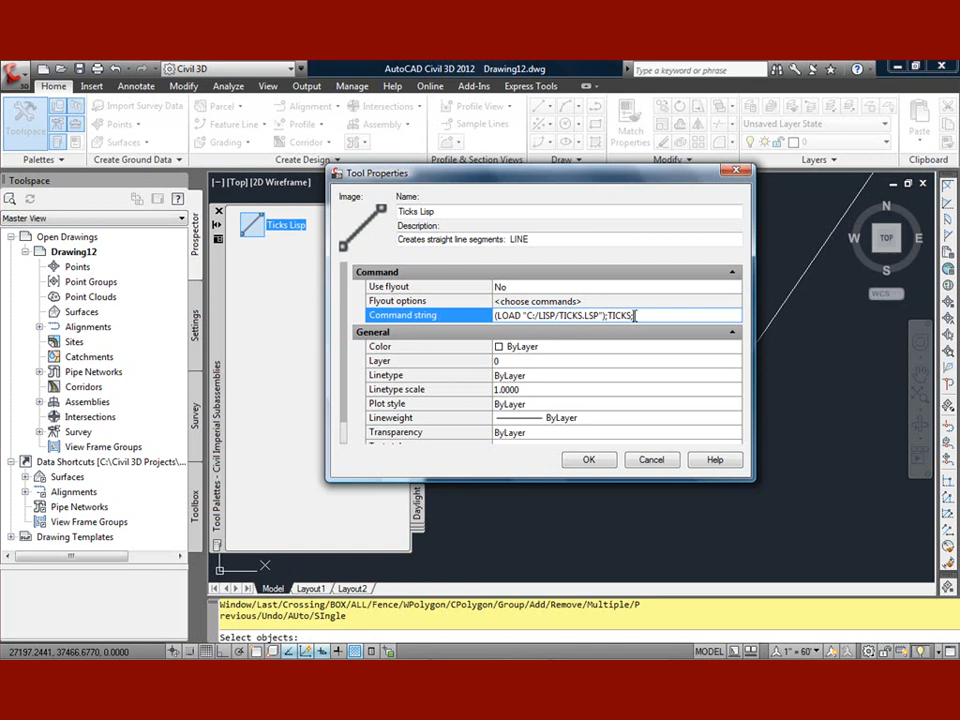 Civil 3D
AutoCAD Civil 3D 2012 Drawing12.dwg
Type a keyword or phrase
3D
Home Insert Annotate Modify Analyze View Output Manage Help Online Add-Ins Express Tools
Toolspace
Import Survey Data
Points
Surfaces
Parcel
Feature Line
Grading
Alignment
Profile
Corridor
Intersections
Assembly
Profile View
Sample Lines
Match
Properties
Unsaved Layer State
0
Paste
Palettes
Create Ground Data
Create Design
Profile & Section Views
Draw
Modify
Layers
Clipboard
Toolspace
Master View
Open Drawings
Drawing12
Points
Point Groups
Point Clouds
Surfaces
Alignments
Sites
Catchments
Pipe Networks
Corridors
Assemblies
Intersections
Survey
View Frame Groups
Data Shortcuts [C:\Civil 3D Projects\...
Surfaces
Alignments
Pipe Networks
View Frame Groups
Drawing Templates
Prospector
Settings
Survey
Toolbox
[−] [Top] [2D Wireframe]
Ticks Lisp
Tool Palettes - Civil Imperial Subassemblies
Daylight
Tool Properties
Image:
Name:
Ticks Lisp
Description:
Creates straight line segments: LINE
Command
Use flyout No
Flyout options <choose commands>
Command string (LOAD "C:/LISP/TICKS.LSP");TICKS;
General
Color ByLayer
Layer 0
Linetype ByLayer
Linetype scale 1.0000
Plot style ByLayer
Lineweight ByLayer
Transparency ByLayer
OK Cancel Help
N
W TOP E
S
WCS
Model Layout1 Layout2
Window/Last/Crossing/BOX/ALL/Fence/WPolygon/CPolygon/Group/Add/Remove/Multiple/P
revious/Undo/AUto/SIngle
Select objects:
27197.2441, 37466.6770, 0.0000
MODEL
1" = 60'